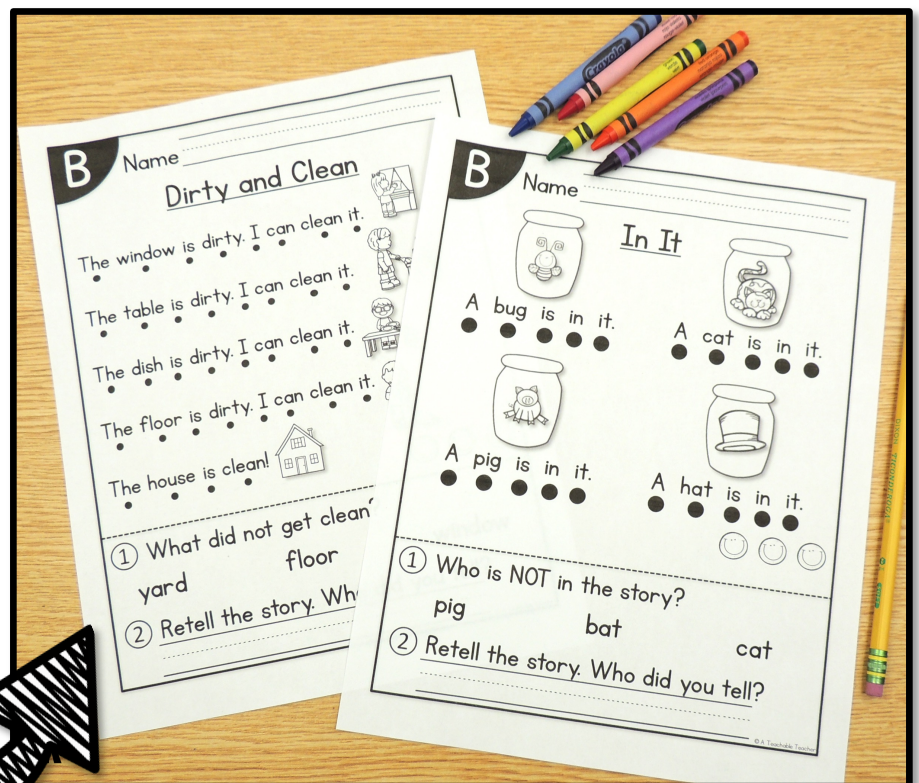 B
Name
Dirty and Clean
The window is dirty. I can clean it.
The table is dirty. I can clean it.
The dish is dirty. I can clean it.
The floor is dirty. I can clean it.
The house is clean!
1 What did not get clean?
yard floor
2 Retell the story. Wh
B
Name
In It
A bug is in it.
A cat is in it.
A pig is in it.
A hat is in it.
1 Who is NOT in the story?
pig bat cat
2 Retell the story. Who did you tell?
© A Teachable Teacher
Crayola